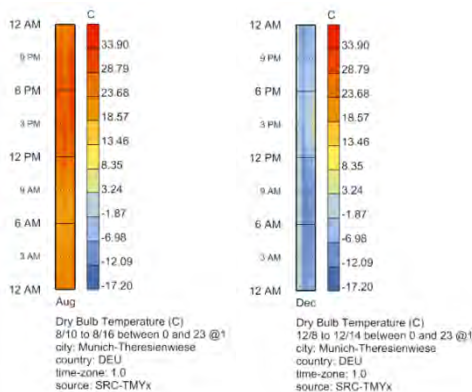 12 AM
9 PM
6 PM
3 PM
12 PM
9 AM
6 AM
3 AM
12 AM
Aug
C
33.90
28.79
23.68
18.57
13.46
8.35
3.24
-1.87
-6.98
-12.09
-17.20
Dry Bulb Temperature (C)
8/10 to 8/16 between 0 and 23 @1
city: Munich-Theresienwiese
country: DEU
time-zone: 1.0
source: SRC-TMYx
12 AM
9 PM
6 PM
3 PM
12 PM
9 AM
6 AM
3 AM
12 AM
Dec
C
33.90
28.79
23.68
18.57
13.46
8.35
3.24
-1.87
-6.98
-12.09
-17.20
Dry Bulb Temperature (C)
12/8 to 12/14 between 0 and 23 @1
city: Munich-Theresienwiese
country: DEU
time-zone: 1.0
source: SRC-TMYx